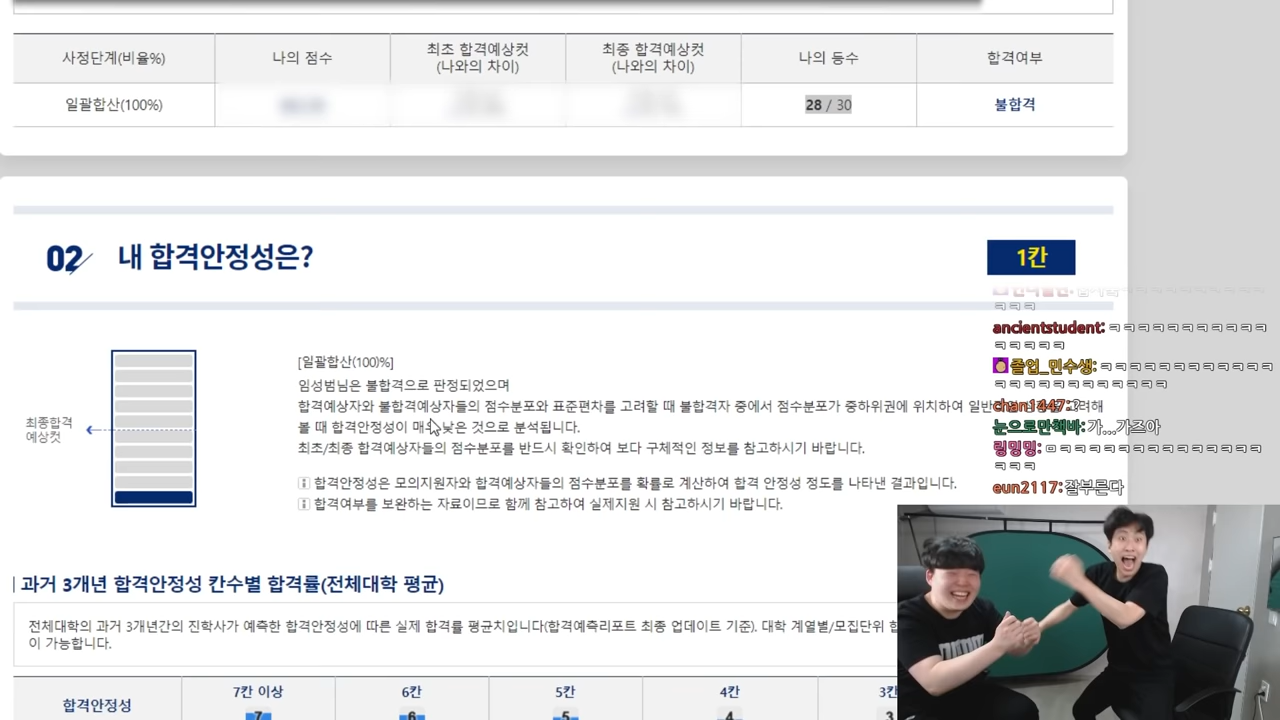 사정단계(비율%)
나의 점수
최초 합격예상컷
(나와의 차이)
최종 합격예상컷
(나와의 차이)
나의 등수
합격여부
일괄합산(100%)
28 / 30
불합격
02
내 합격안정성은?
1칸
최종합격
예상컷
[일괄합산(100%)]
임성범님은 불합격으로 판정되었으며
합격예상자와 불합격예상자들의 점수분포와 표준편차를 고려할 때 불합격자 중에서 점수분포가 중하위권에 위치하여 일반
볼 때 합격안정성이 매우 낮은 것으로 분석됩니다.
최초/최종 합격예상자들의 점수분포를 반드시 확인하여 보다 구체적인 정보를 참고하시기 바랍니다.
합격안정성은 모의지원자와 합격예상자들의 점수분포를 확률로 계산하여 합격 안정성 정도를 나타낸 결과입니다.
합격여부를 보완하는 자료이므로 함께 참고하여 실제지원 시 참고하시기 바랍니다.
ㅋㅋㅋ
ancientstudent: ㅋㅋㅋㅋㅋㅋㅋㅋㅋㅋㅋ
ㅋㅋㅋㅋㅋ
졸업_민수생: ㅋㅋㅋㅋㅋㅋㅋㅋㅋㅋㅋㅋ
ㅋㅋㅋㅋㅋㅋㅋㅋㅋㅋㅋㅋ
chan1447: ?
눈으로만책바: 가...가즈아
링밍밍: ㅁㅋㅋㅋㅋㅋㅋㅋㅋㅋㅋㅋㅋㅋㅋ
ㅋㅋㅋ
eun2117: 잘부른다
과거 3개년 합격안정성 칸수별 합격률(전체대학 평균)
전체대학의 과거 3개년간의 진학사가 예측한 합격안정성에 따른 실제 합격률 평균치입니다(합격예측리포트 최종 업데이트 기준). 대학 계열별/모집단위 합
이 가능합니다.
합격안정성
7칸 이상
6칸
5칸
4칸
3칸
7
6
5
4
3